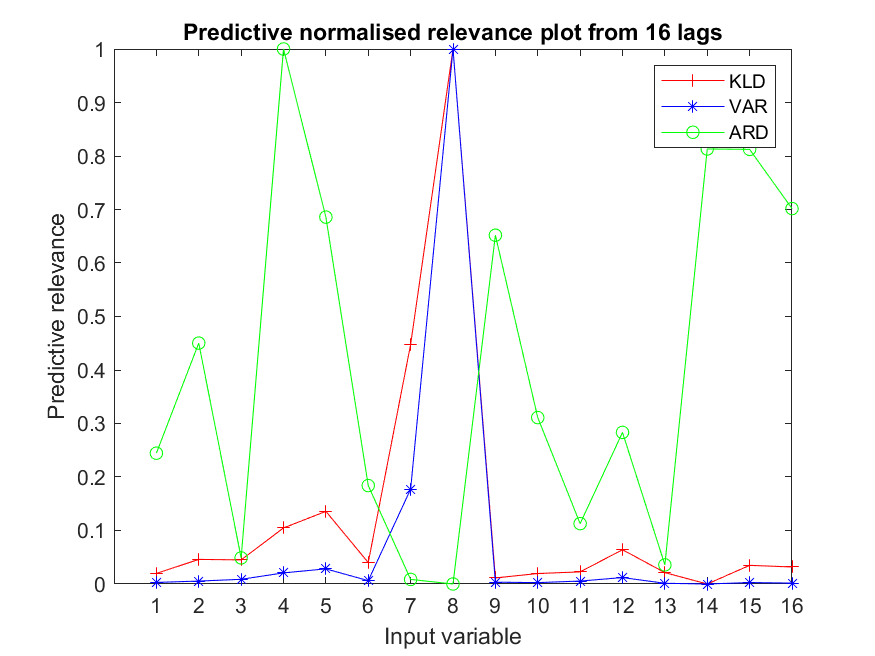 Predictive normalised relevance plot from 16 lags
KLD
VAR
ARD
1
0.9
0.8
0.7
0.6
0.5
0.4
0.3
0.2
0.1
0
Predictive relevance
1 2 3 4 5 6 7 8 9 10 11 12 13 14 15 16
Input variable